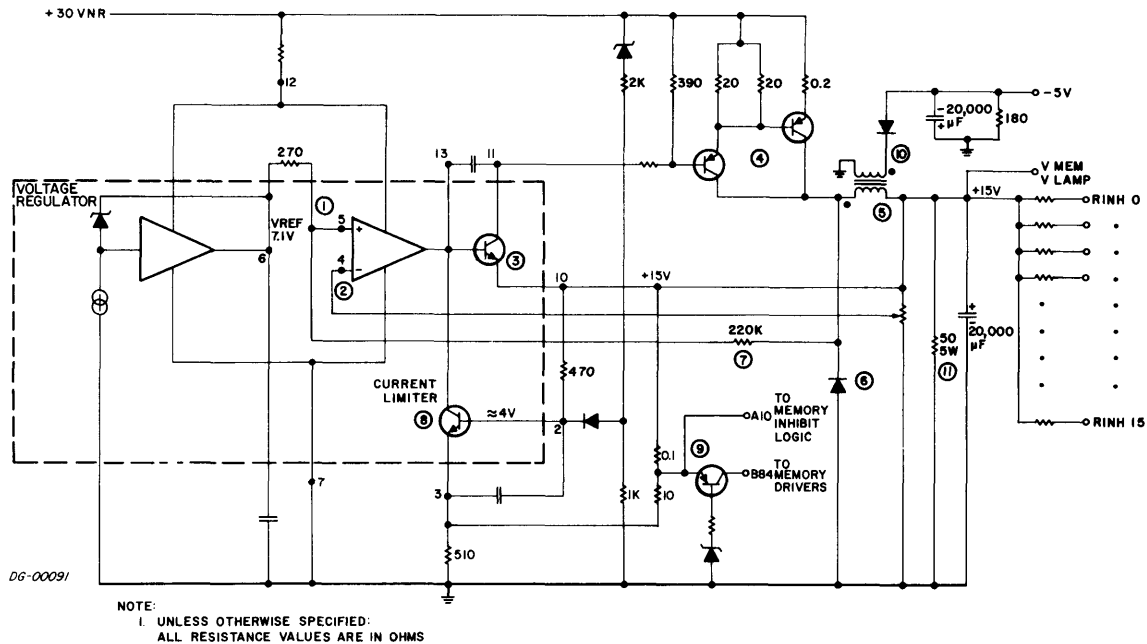 +30 VNR
12
2K
390
20
20
0.2
-5V
-20,000
+ µF
180
270
13
11
4
10
V MEM
V LAMP
VOLTAGE
REGULATOR
VREF
7.1V
1
5
+
4
-
2
6
3
5
+15V
RINH 0
10
+15V
220K
7
470
6
50
5W
11
+
-20,000
µF
CURRENT
LIMITER
8
≈4V
2
A10
TO
MEMORY
INHIBIT
LOGIC
9
0.1
B84
TO
MEMORY
DRIVERS
RINH 15
7
3
1K
10
510
DG-00091
NOTE:
1. UNLESS OTHERWISE SPECIFIED:
ALL RESISTANCE VALUES ARE IN OHMS